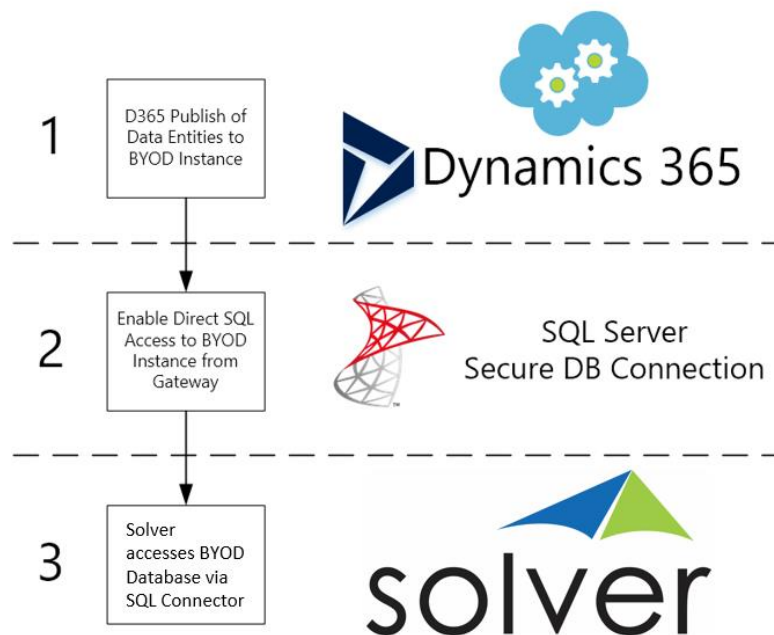 1
D365 Publish of
Data Entities to
BYOD Instance
Dynamics 365
2
Enable Direct SQL
Access to BYOD
Instance from
Gateway
TM
SQL Server
Secure DB Connection
3
Solver
accesses BYOD
Database via
SQL Connector
solver